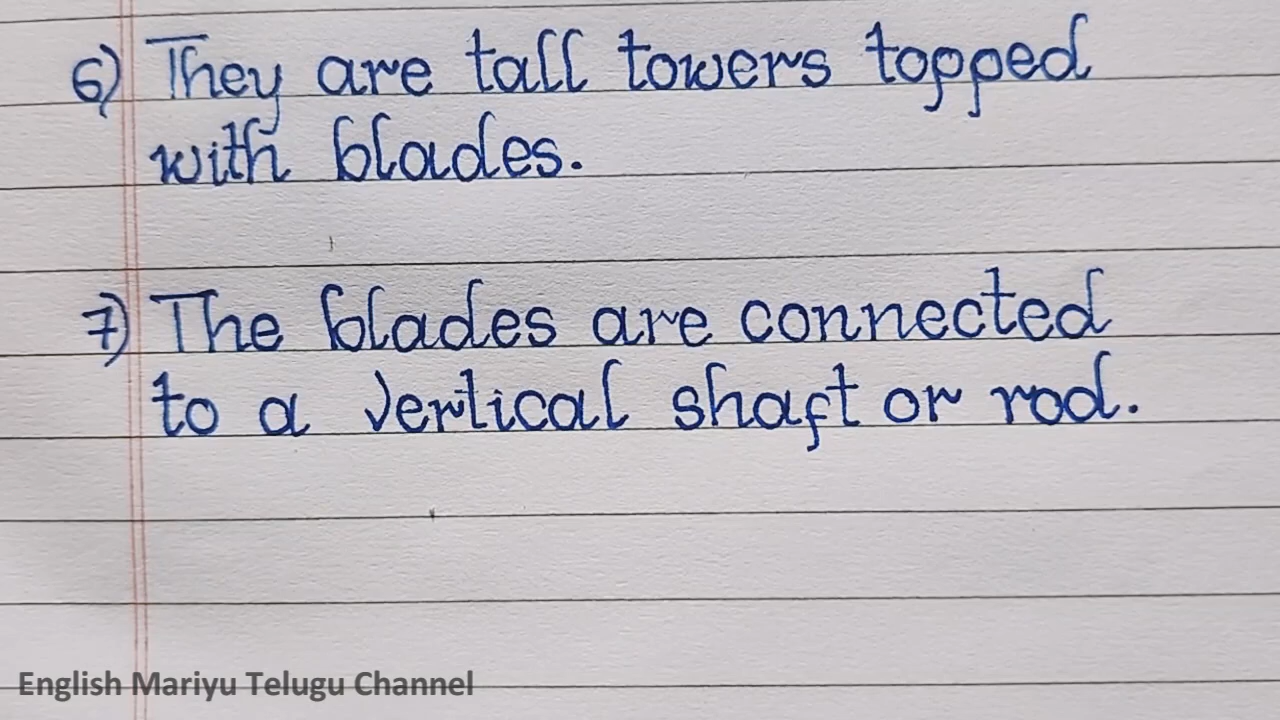 6) They are tall towers topped
with blades.
7) The blades are connected
to a vertical shaft or rod.
English Mariyu Telugu Channel